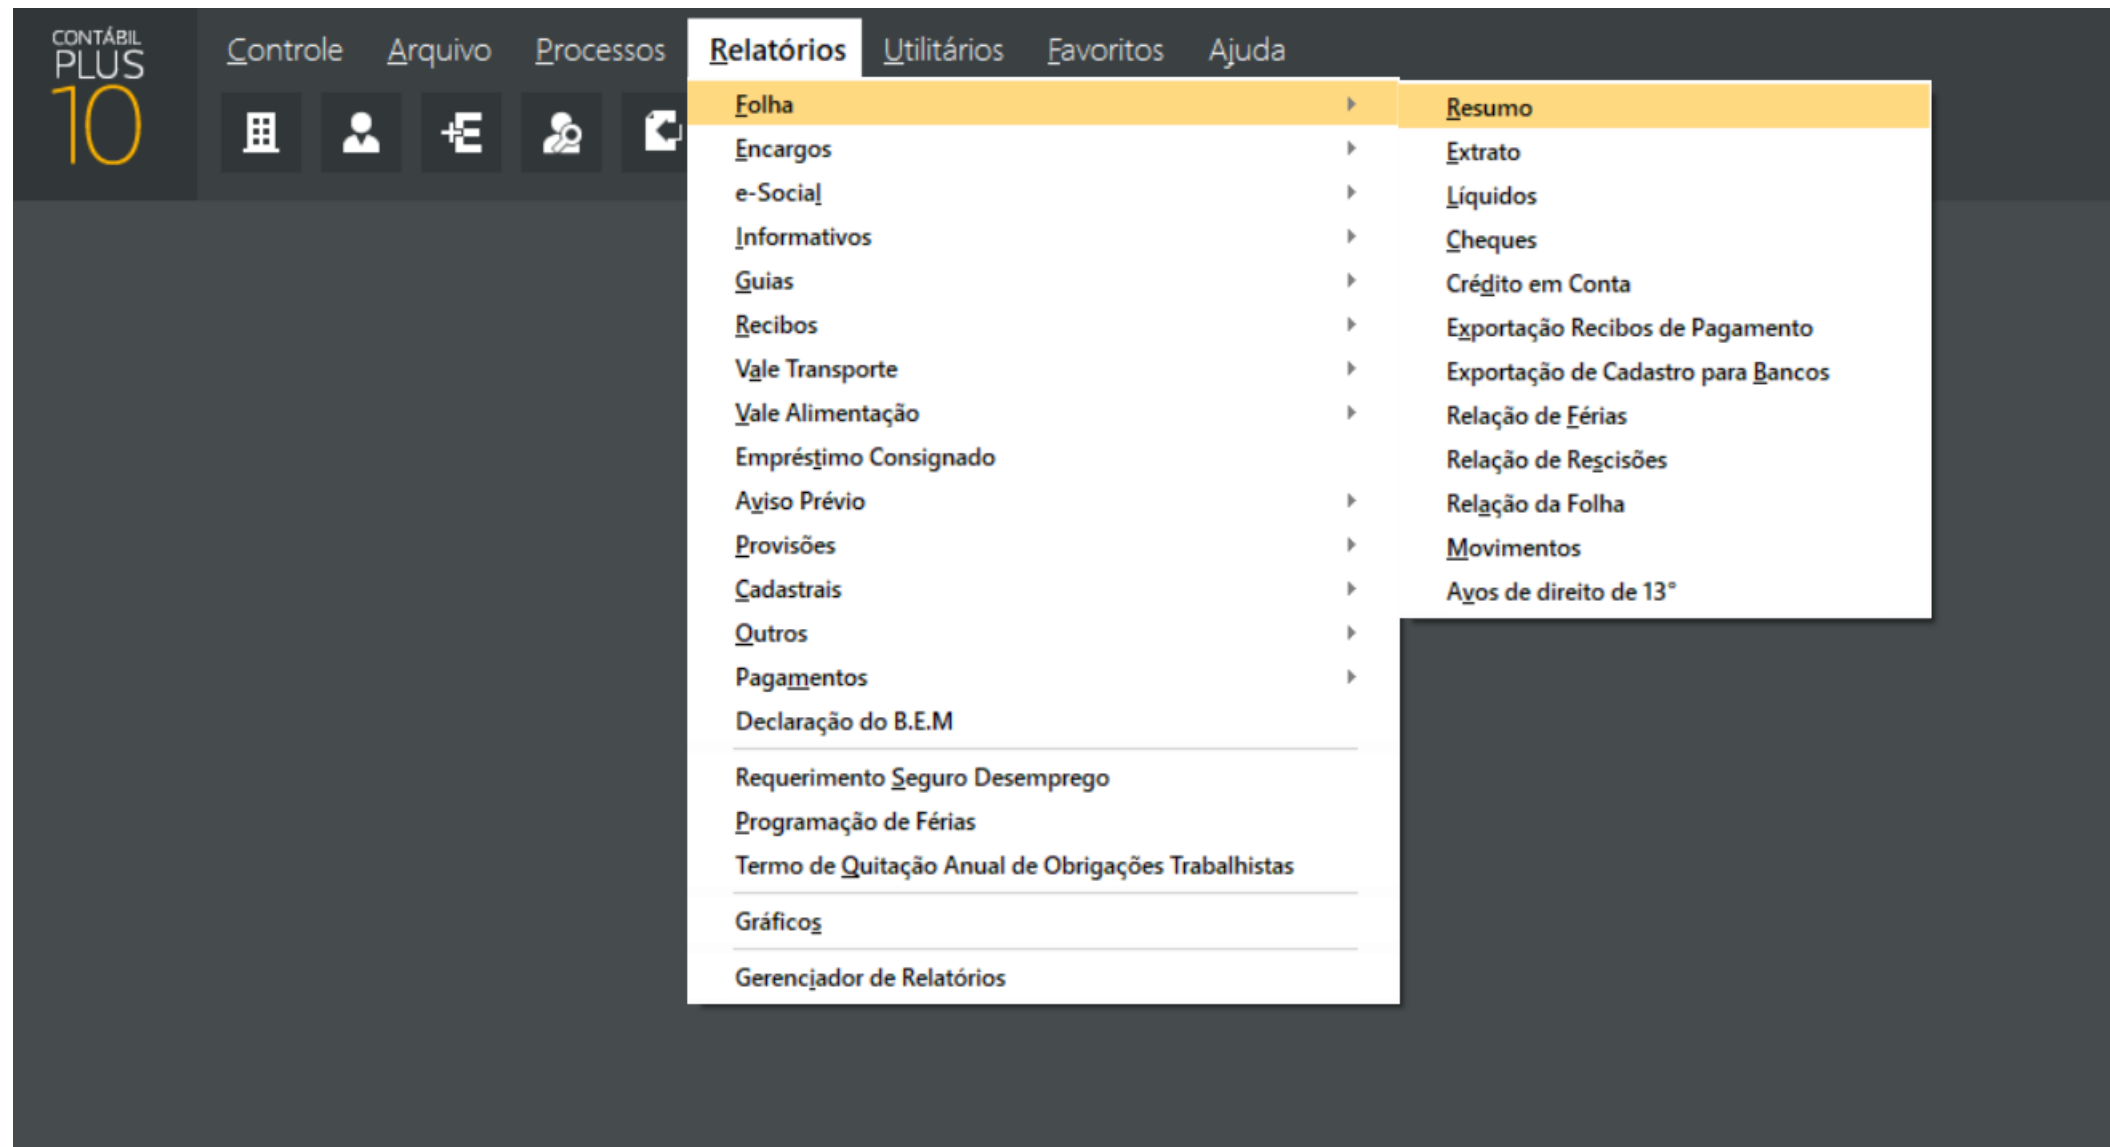 CONTÁBIL
PLUS
10
Controle Arquivo Processos Relatórios Utilitários Favoritos Ajuda
Folha
Encargos
e-Social
Informativos
Guias
Recibos
Vale Transporte
Vale Alimentação
Empréstimo Consignado
Aviso Prévio
Provisões
Cadastrais
Outros
Pagamentos
Declaração do B.E.M
Requerimento Seguro Desemprego
Programação de Férias
Termo de Quitação Anual de Obrigações Trabalhistas
Gráficos
Gerenciador de Relatórios
Resumo
Extrato
Líquidos
Cheques
Crédito em Conta
Exportação Recibos de Pagamento
Exportação de Cadastro para Bancos
Relação de Férias
Relação de Rescisões
Relação da Folha
Movimentos
Avos de direito de 13°